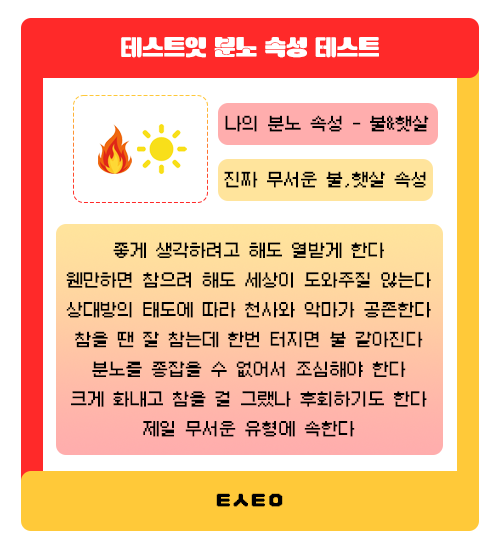 테스트잇 분노 속성 테스트
나의 분노 속성 - 불&햇살
진짜 무서운 불,햇살 속성
좋게 생각하려고 해도 열받게 한다
웬만하면 참으려 해도 세상이 도와주질 않는다
상대방의 태도에 따라 천사와 악마가 공존한다
참을 땐 잘 참는데 한번 터지면 불 같아진다
분노를 종잡을 수 없어서 조심해야 한다
크게 화내고 참을 걸 그랬나 후회하기도 한다
제일 무서운 유형에 속한다
ㅌㅅㅌㅇ